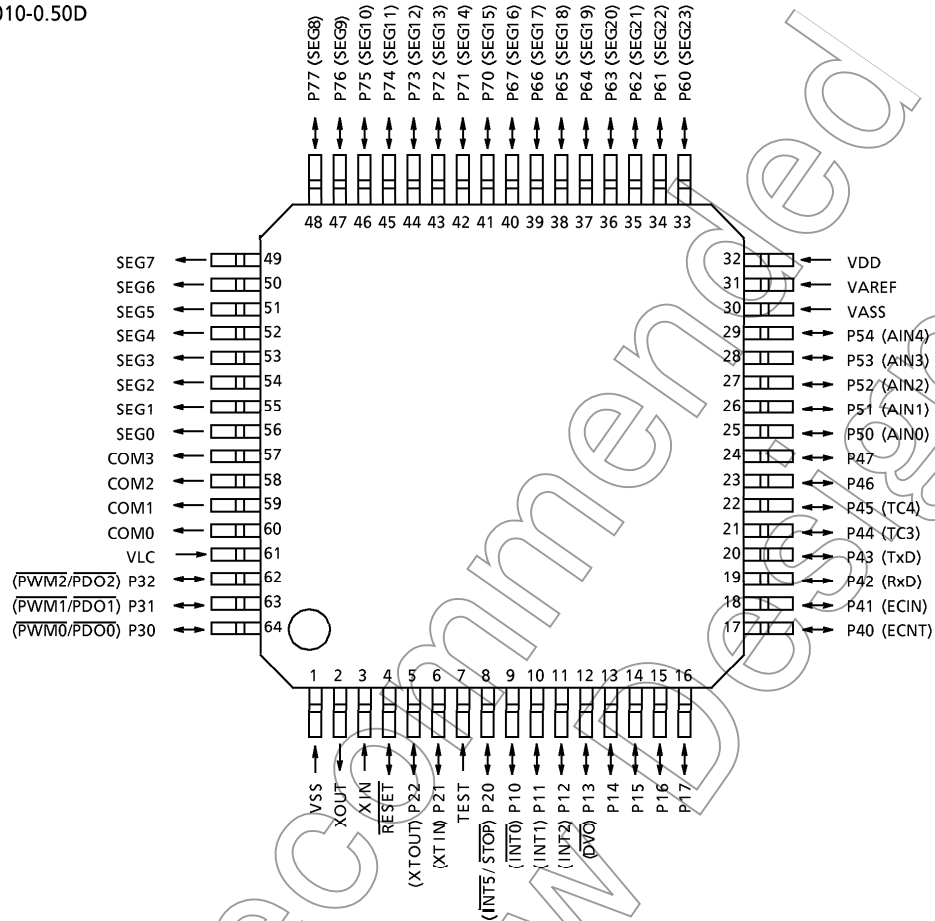 010-0.50D
P77 (SEG8)
P76 (SEG9)
P75 (SEG10)
P74 (SEG11)
P73 (SEG12)
P72 (SEG13)
P71 (SEG14)
P70 (SEG15)
P67 (SEG16)
P66 (SEG17)
P65 (SEG18)
P64 (SEG19)
P63 (SEG20)
P62 (SEG21)
P61 (SEG22)
P60 (SEG23)
48 47 46 45 44 43 42 41 40 39 38 37 36 35 34 33
SEG7 49
SEG6 50
SEG5 51
SEG4 52
SEG3 53
SEG2 54
SEG1 55
SEG0 56
COM3 57
COM2 58
COM1 59
COM0 60
VLC 61
(PWM2/PDO2) P32 62
(PWM1/PDO1) P31 63
(PWM0/PDO0) P30 64
32 VDD
31 VAREF
30 VASS
29 P54 (AIN4)
28 P53 (AIN3)
27 P52 (AIN2)
26 P51 (AIN1)
25 P50 (AIN0)
24 P47
23 P46
22 P45 (TC4)
21 P44 (TC3)
20 P43 (TxD)
19 P42 (RxD)
18 P41 (ECIN)
17 P40 (ECNT)
1 2 3 4 5 6 7 8 9 10 11 12 13 14 15 16
VSS
XOUT
XIN
RESET
(XTOUT) P22
(XTIN) P21
TEST
(INT5/STOP) P20
(INT0) P10
(INT1) P11
(INT2) P12
(DVO) P13
P14
P15
P16
P17